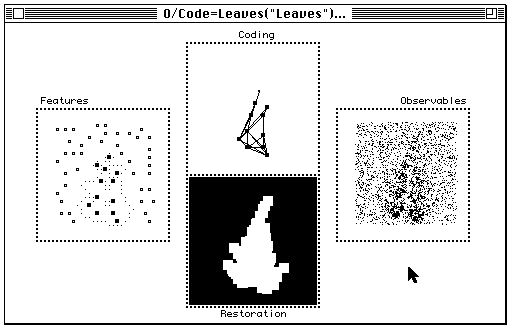 O/Code=Leaves("Leaves")...
Coding
Features
Observables
Restoration